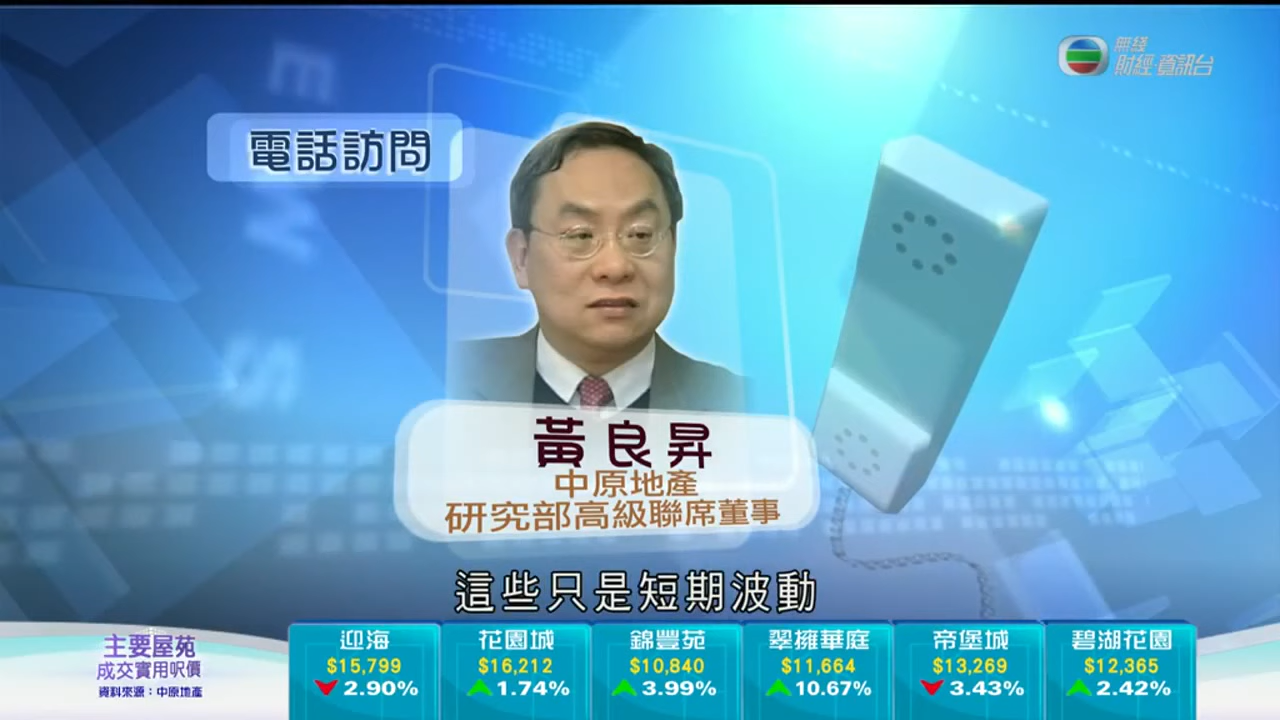 無綫
財經·資訊台
電話訪問
黃良昇
中原地產
研究部高級聯席董事
這些只是短期波動
主要屋苑
成交實用呎價
資料來源：中原地產
迎海
$15,799
2.90%
花園城
$16,212
1.74%
錦豐苑
$10,840
3.99%
翠擁華庭
$11,664
10.67%
帝堡城
$13,269
3.43%
碧湖花園
$12,365
2.42%